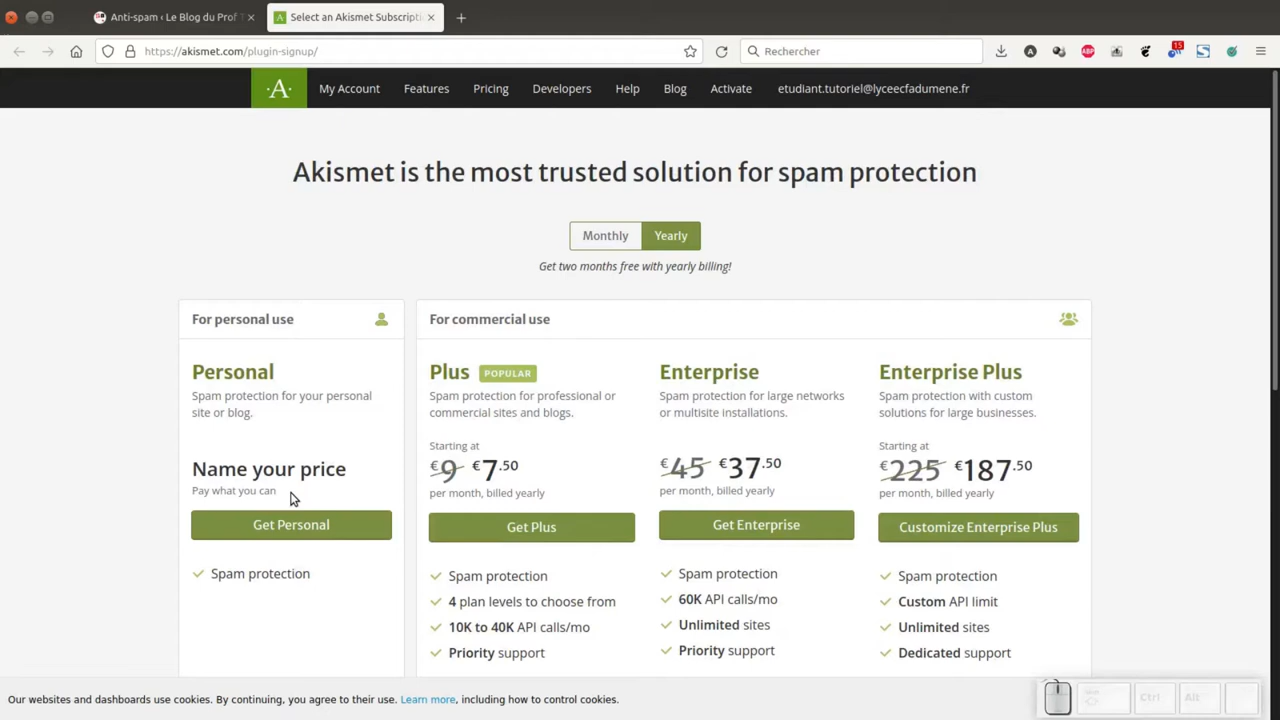 Anti-spam ‹ Le Blog du Prof T
Select an Akismet Subscripti
https://akismet.com/plugin-signup/
Rechercher
ABP
15
·A·
My Account
Features
Pricing
Developers
Help
Blog
Activate
etudiant.tutoriel@lyceecfadumene.fr
Akismet is the most trusted solution for spam protection
Monthly
Yearly
Get two months free with yearly billing!
For personal use
For commercial use
Personal
Spam protection for your personal
site or blog.
Name your price
Pay what you can
Get Personal
Spam protection
Plus POPULAR
Spam protection for professional or
commercial sites and blogs.
Starting at
€9 €7.50
per month, billed yearly
Get Plus
Spam protection
4 plan levels to choose from
10K to 40K API calls/mo
Priority support
Enterprise
Spam protection for large networks
or multisite installations.
€45 €37.50
per month, billed yearly
Get Enterprise
Spam protection
60K API calls/mo
Unlimited sites
Priority support
Enterprise Plus
Spam protection with custom
solutions for large businesses.
Starting at
€225 €187.50
per month, billed yearly
Customize Enterprise Plus
Spam protection
Custom API limit
Unlimited sites
Dedicated support
Our websites and dashboards use cookies. By continuing, you agree to their use. Learn more, including how to control cookies.
Ctrl
Alt